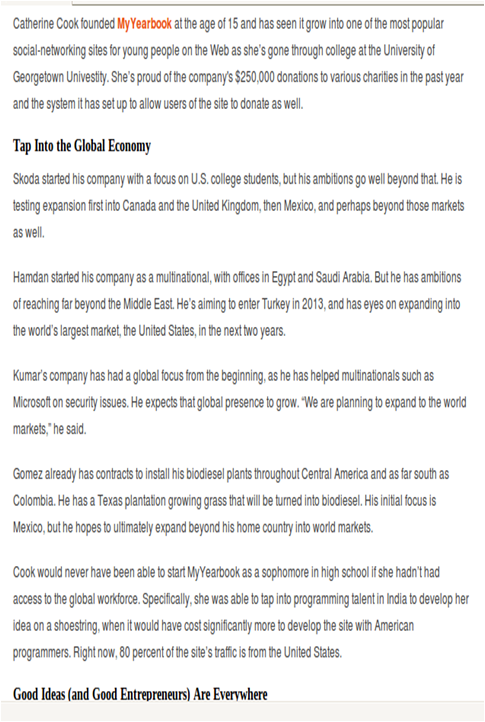 Catherine Cook founded MyYearbook at the age of 15 and has seen it grow into one of the most popular
social-networking sites for young people on the Web as she's gone through college at the University of
Georgetown Univestity. She's proud of the company's $250,000 donations to various charities in the past year
and the system it has set up to allow users of the site to donate as well.
Tap Into the Global Economy
Skoda started his company with a focus on U.S. college students, but his ambitions go well beyond that. He is
testing expansion first into Canada and the United Kingdom, then Mexico, and perhaps beyond those markets
as well.
Hamdan started his company as a multinational, with offices in Egypt and Saudi Arabia. But he has ambitions
of reaching far beyond the Middle East. He's aiming to enter Turkey in 2013, and has eyes on expanding into
the world's largest market, the United States, in the next two years.
Kumar's company has had a global focus from the beginning, as he has helped multinationals such as
Microsoft on security issues. He expects that global presence to grow. “We are planning to expand to the world
markets,” he said.
Gomez already has contracts to install his biodiesel plants throughout Central America and as far south as
Colombia. He has a Texas plantation growing grass that will be turned into biodiesel. His initial focus is
Mexico, but he hopes to ultimately expand beyond his home country into world markets.
Cook would never have been able to start MyYearbook as a sophomore in high school if she hadn't had
access to the global workforce. Specifically, she was able to tap into programming talent in India to develop her
idea on a shoestring, when it would have cost significantly more to develop the site with American
programmers. Right now, 80 percent of the site's traffic is from the United States.
Good Ideas (and Good Entrepreneurs) Are Everywhere